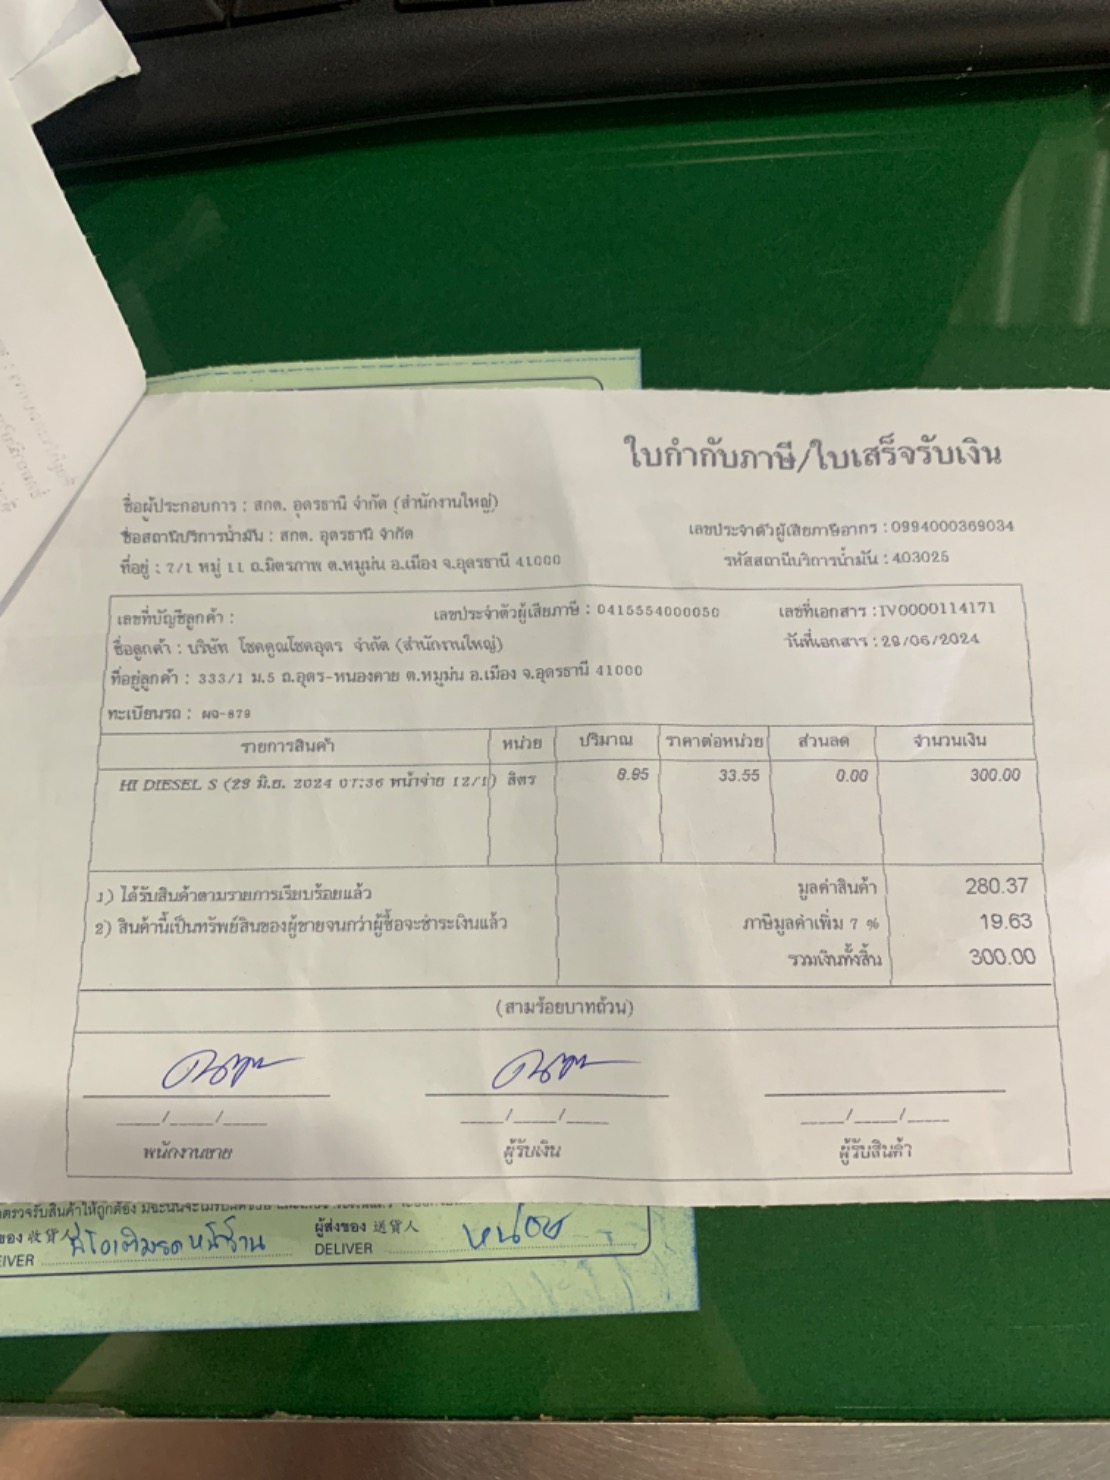 ใบกำกับภาษี/ใบเสร็จรับเงิน
ชื่อผู้ประกอบการ : สกต. อุดรธานี จำกัด (สำนักงานใหญ่)
ชื่อสถานีบริการน้ำมัน : สกต. อุดรธานี จำกัด
เลขประจำตัวผู้เสียภาษีอากร : 0994000369034
ที่อยู่ : 7/1 หมู่ 11 ถ.มิตรภาพ ต.หมูม่น อ.เมือง จ.อุดรธานี 41000
รหัสสถานีบริการน้ำมัน : 403025
เลขที่บัญชีลูกค้า : เลขประจำตัวผู้เสียภาษี : 0415554000050 เลขที่เอกสาร : IV0000114171
ชื่อลูกค้า : บริษัท โชคคูณโชคอุดร จำกัด (สำนักงานใหญ่) วันที่เอกสาร : 29/06/2024
ที่อยู่ลูกค้า : 333/1 ม.5 ถ.อุดร-หนองคาย ต.หมูม่น อ.เมือง จ.อุดรธานี 41000
ทะเบียนรถ : ผฉ-879
รายการสินค้า หน่วย ปริมาณ ราคาต่อหน่วย ส่วนลด จำนวนเงิน
HI DIESEL S (29 มิ.ย. 2024 07:36 หน้าจ่าย 12/1) ลิตร 8.95 33.55 0.00 300.00
1) ได้รับสินค้าตามรายการเรียบร้อยแล้ว มูลค่าสินค้า 280.37
2) สินค้านี้เป็นทรัพย์สินของผู้ขายจนกว่าผู้ซื้อจะชำระเงินแล้ว ภาษีมูลค่าเพิ่ม 7 % 19.63
รวมเงินทั้งสิ้น 300.00
(สามร้อยบาทถ้วน)
___/___/___ ___/___/___ ___/___/___
พนักงานขาย ผู้รับเงิน ผู้รับสินค้า
ตรวจรับสินค้าให้ถูกต้อง
ของ 收貨人 ผู้ส่งของ 送貨人 หน่อย
DELIVER